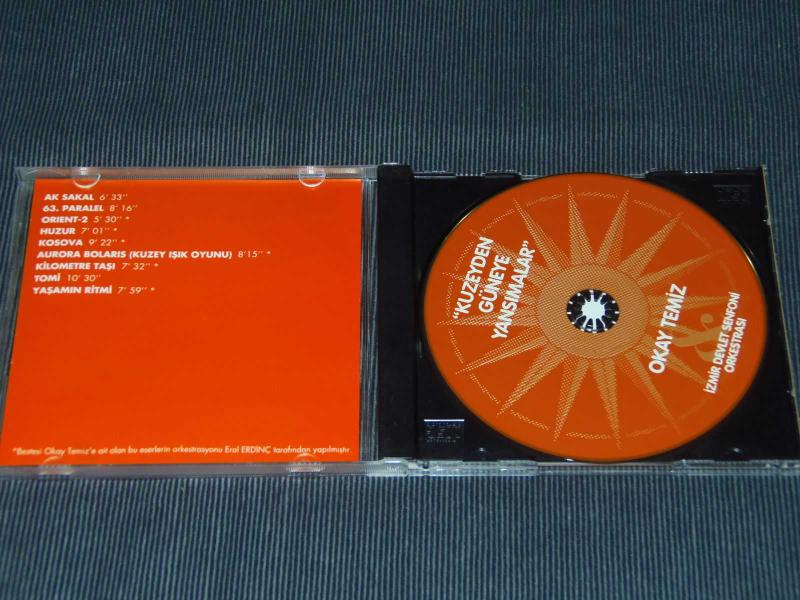 AK SAKAL 6' 33''
63. PARALEL 8' 16''
ORIENT-2 5' 30'' *
HUZUR 7' 01'' *
KOSOVA 9' 22'' *
AURORA BOLARIS (KUZEY IŞIK OYUNU) 8'15'' *
KİLOMETRE TAŞI 7' 32'' *
TOMİ 10' 30''
YAŞAMIN RİTMİ 7' 59'' *
*Bestesi Okay Temiz'e ait olan bu eserlerin orkestrasyonu Erol ERDİNÇ tarafından yapılmıştır.
"KUZEYDEN
GÜNEYE
YANSIMALAR"
OKAY TEMİZ
&
İZMİR DEVLET SENFONİ
ORKESTRASI